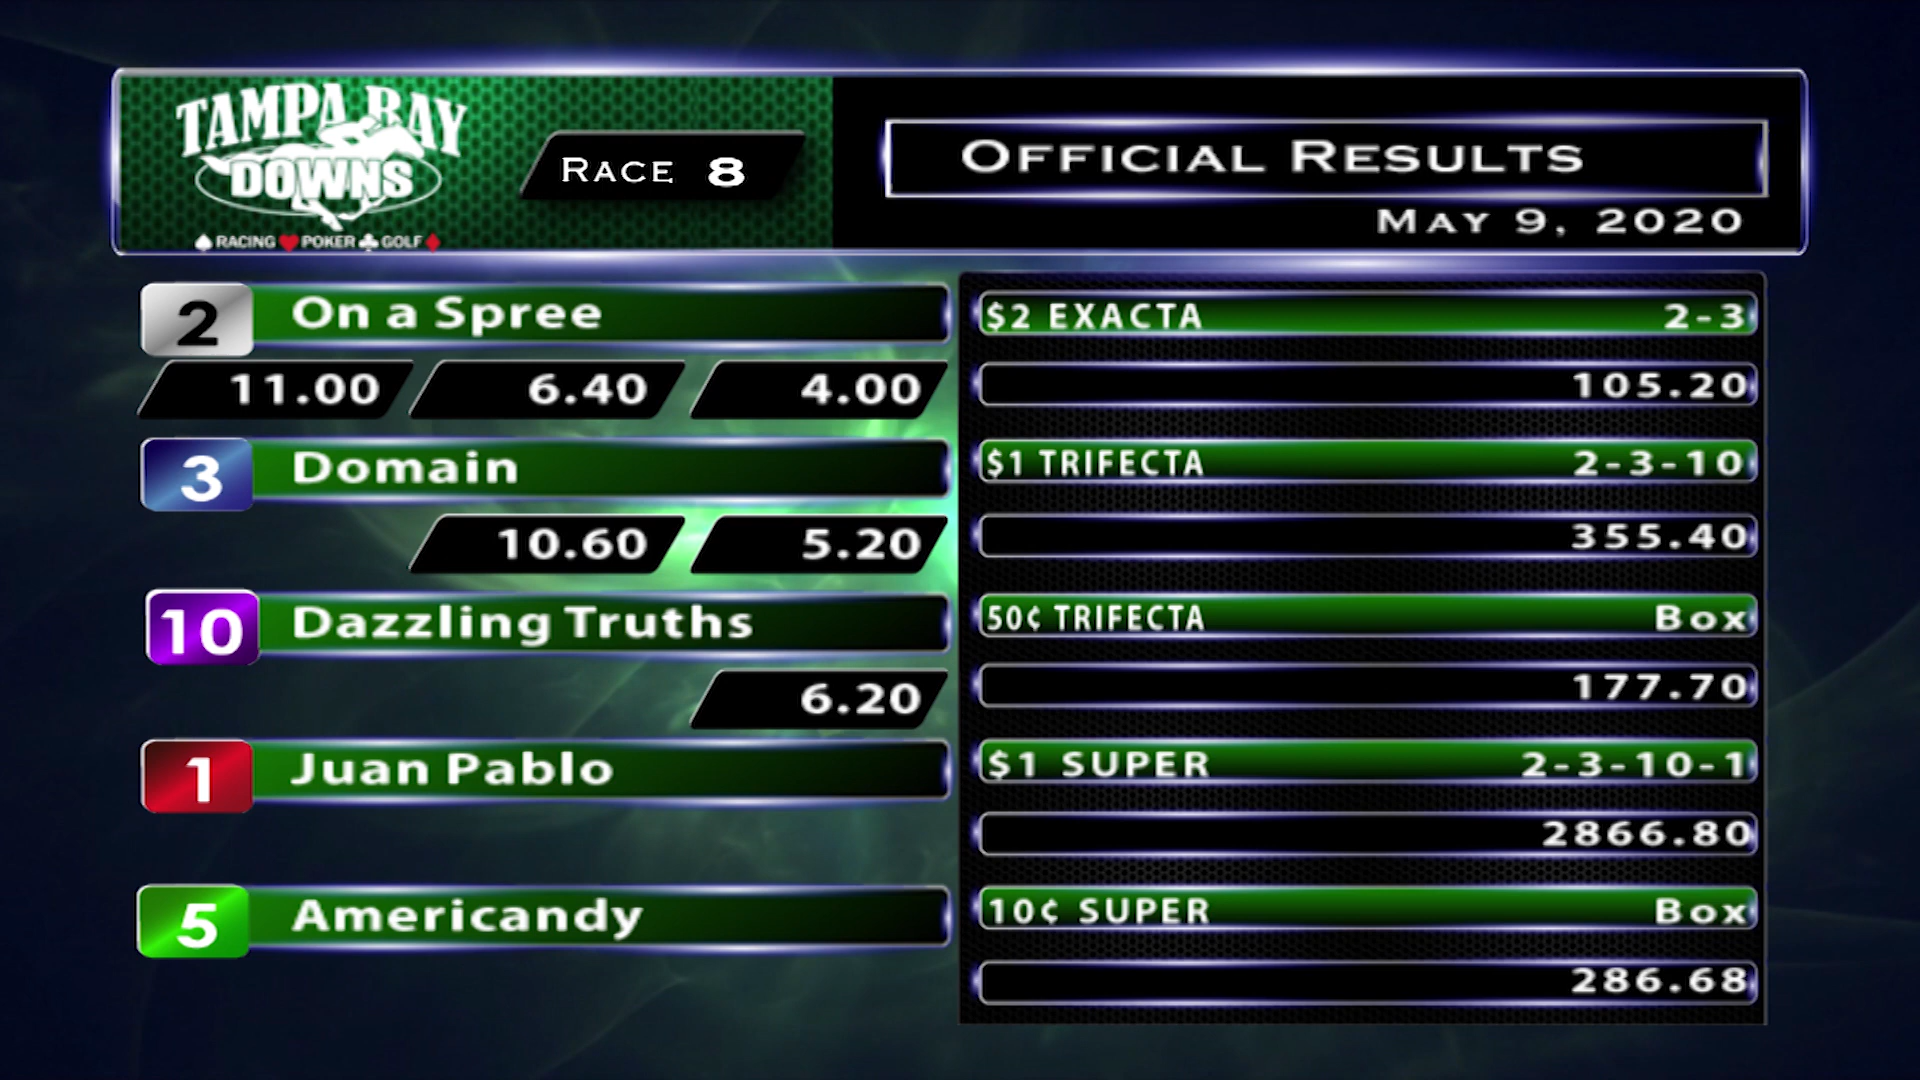 TAMPA BAY
DOWNS
RACING POKER GOLF
RACE 8
OFFICIAL RESULTS
MAY 9, 2020
2 On a Spree
11.00 6.40 4.00
3 Domain
10.60 5.20
10 Dazzling Truths
6.20
1 Juan Pablo
5 Americandy
$2 EXACTA 2-3
105.20
$1 TRIFECTA 2-3-10
355.40
50¢ TRIFECTA Box
177.70
$1 SUPER 2-3-10-1
2866.80
10¢ SUPER Box
286.68